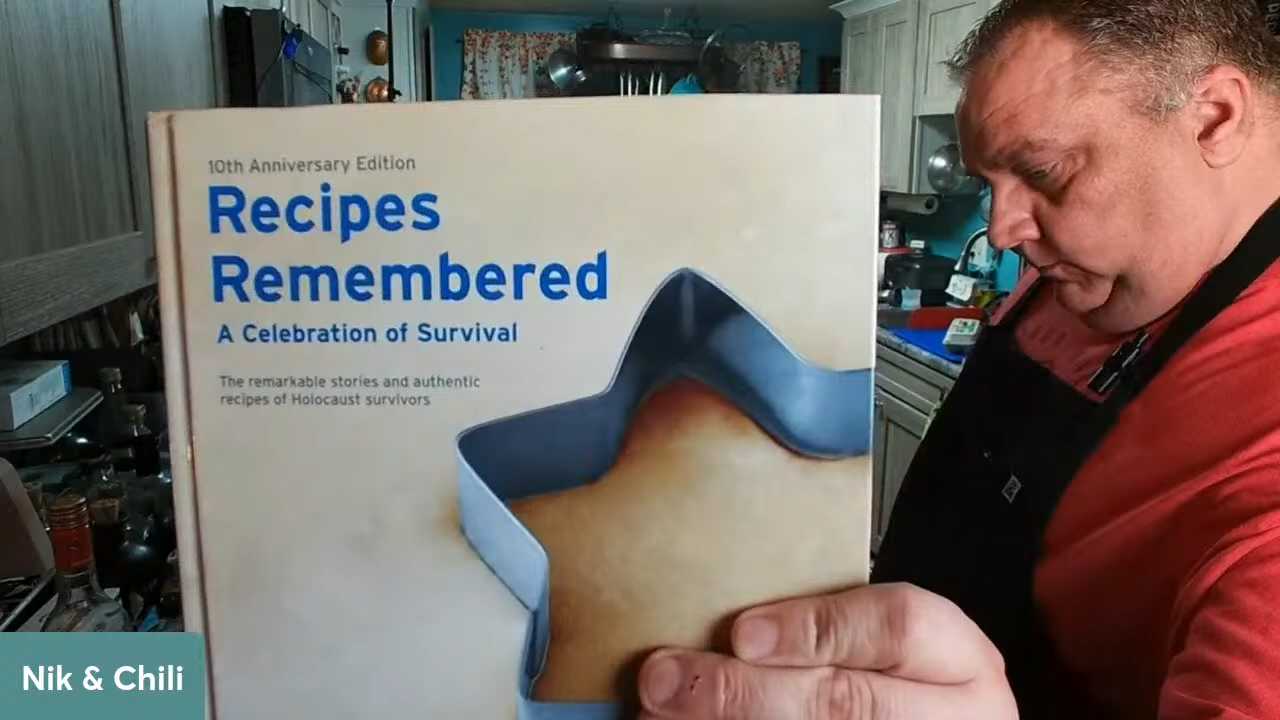 10th Anniversary Edition
Recipes
Remembered
A Celebration of Survival
The remarkable stories and authentic
recipes of Holocaust survivors
Nik & Chili